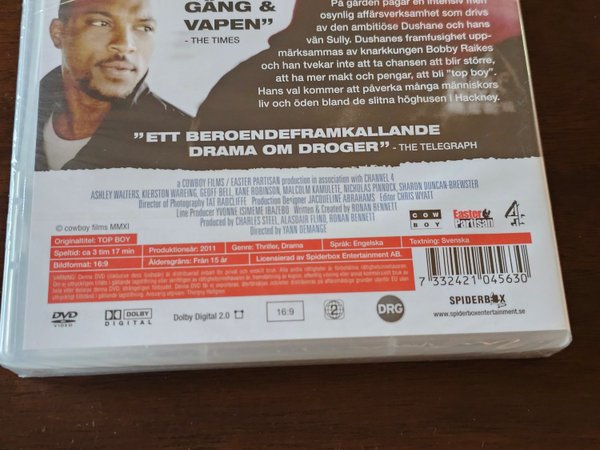 GÄNG &
VAPEN"
- THE TIMES
På gården pågår en intensiv men
osynlig affärsverksamhet som drivs
av den ambitiöse Dushane och hans
vän Sully. Dushanes framfusighet upp-
märksammas av knarkkungen Bobby Raikes
och han tvekar inte att ta chansen att blir större,
att ha mer makt och pengar, att bli "top boy".
Hans val kommer att påverka många människors
liv och öden bland de slitna höghusen i Hackney.
"ETT BEROENDEFRAMKALLANDE
DRAMA OM DROGER" - THE TELEGRAPH
a COWBOY FILMS / EASTER PARTISAN production in association with CHANNEL 4
ASHLEY WALTERS, KIERSTON WAREING, GEOFF BELL, KANE ROBINSON, MALCOLM KAMULETE, NICHOLAS PINNOCK, SHARON DUNCAN-BREWSTER
Director of Photography TAT RADCLIFFE Production Designer JACQUELINE ABRAHAMS Editor CHRIS WYATT
Line Producer YVONNE ISIMEME IBAZEBO Written & Created by RONAN BENNETT
Produced by CHARLES STEEL, ALASDAIR FLIND, RONAN BENNETT
Directed by YANN DEMANGE
© cowboy films MMXI
COW
BOY
Easter
Partisan
4
Originaltitel: TOP BOY
Speltid: ca 3 tim 17 min Produktionsår: 2011 Genre: Thriller, Drama Språk: Engelska Textning: Svenska
Bildformat: 16:9 Åldersgräns: Från 15 år Licensierad av Spiderbox Entertainment AB.
7 332421 045630
DVD
VIDEO
DOLBY
DIGITAL
Dolby Digital 2.0
16:9
2
DRG
SPIDERBOX
www.spiderboxentertainment.se